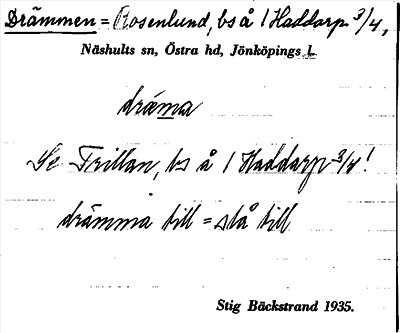 Drämmen = Rosenlund, bs å 1 Haddarp 3/4,
Näshults sn, Östra hd, Jönköpings l.
dräma
Se Trillan, bs å 1 Haddarp 3/4!
drämma till = slå till
Stig Bäckstrand 1935.